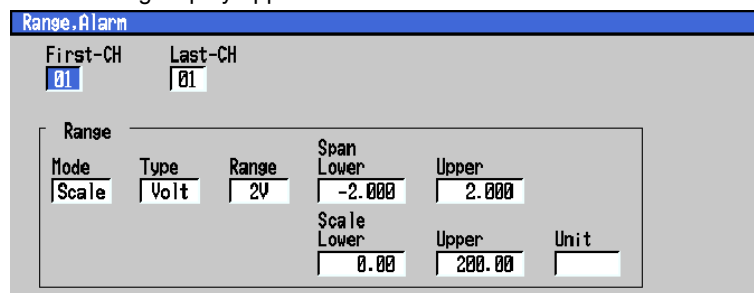 Range,Alarm
First-CH Last-CH
01 01
Range
Span
Mode Type Range Lower Upper
Scale Volt 2V -2.000 2.000
Scale
Lower Upper Unit
0.00 200.00